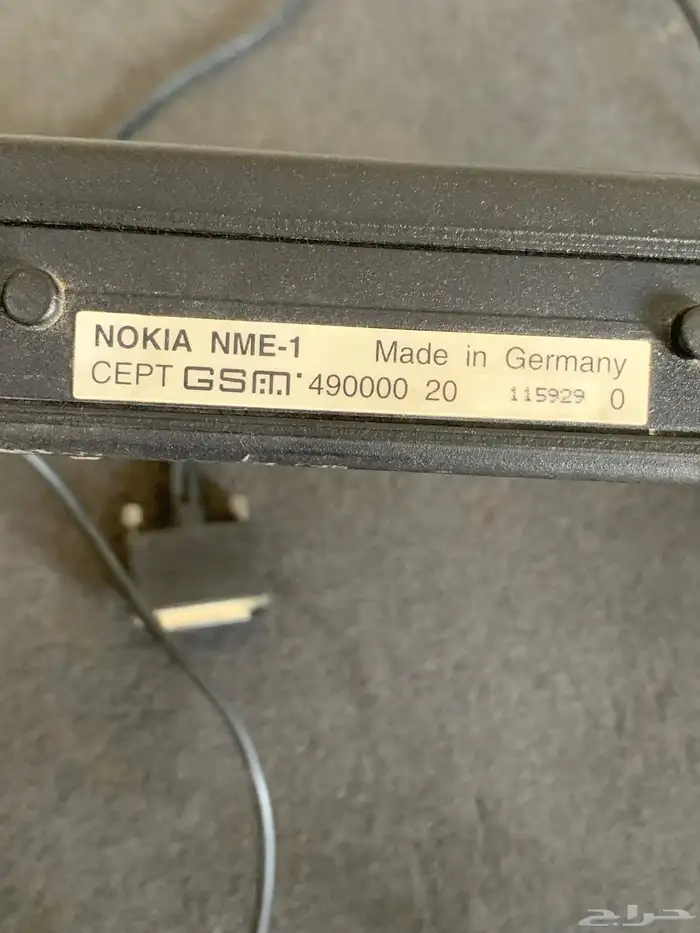 NOKIA NME-1 Made in Germany
CEPT GSM 490000 20 115929 0
حراج